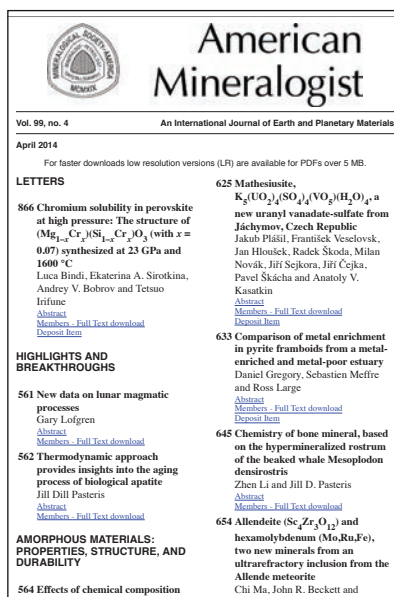 MINERALOGICAL·SOCIETY·AMERICA
MCMXIX
American
Mineralogist
Vol. 99, no. 4
An International Journal of Earth and Planetary Materials
April 2014
For faster downloads low resolution versions (LR) are available for PDFs over 5 MB.
LETTERS
866 Chromium solubility in perovskite
at high pressure: The structure of
(Mg1–xCrx)(Si1–xCrx)O3 (with x =
0.07) synthesized at 23 GPa and
1600 °C
Luca Bindi, Ekaterina A. Sirotkina,
Andrey V. Bobrov and Tetsuo
Irifune
Abstract
Members - Full Text download
Deposit Item
HIGHLIGHTS AND
BREAKTHROUGHS
561 New data on lunar magmatic
processes
Gary Lofgren
Abstract
Members - Full Text download
562 Thermodynamic approach
provides insights into the aging
process of biological apatite
Jill Dill Pasteris
Abstract
Members - Full Text download
AMORPHOUS MATERIALS:
PROPERTIES, STRUCTURE, AND
DURABILITY
564 Effects of chemical composition
625 Mathesiusite,
K5(UO2)4(SO4)4(VO5)(H2O)4, a
new uranyl vanadate-sulfate from
Jáchymov, Czech Republic
Jakub Plášil, František Veselovsk,
Jan Hloušek, Radek Škoda, Milan
Novák, Jiří Sejkora, Jiří Čejka,
Pavel Škácha and Anatoly V.
Kasatkin
Abstract
Members - Full Text download
Deposit Item
633 Comparison of metal enrichment
in pyrite framboids from a metal-
enriched and metal-poor estuary
Daniel Gregory, Sebastien Meffre
and Ross Large
Abstract
Members - Full Text download
Deposit Item
645 Chemistry of bone mineral, based
on the hypermineralized rostrum
of the beaked whale Mesoplodon
densirostris
Zhen Li and Jill D. Pasteris
Abstract
Members - Full Text download
654 Allendeite (Sc4Zr3O12) and
hexamolybdenum (Mo,Ru,Fe),
two new minerals from an
ultrarefractory inclusion from the
Allende meteorite
Chi Ma, John R. Beckett and